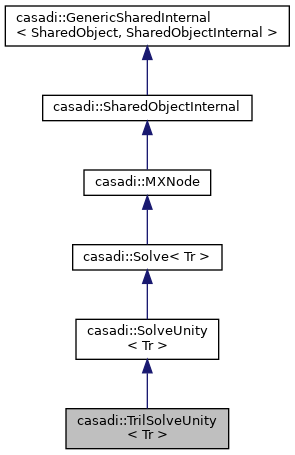 casadi::GenericSharedInternal
< SharedObject, SharedObjectInternal >
casadi::SharedObjectInternal
casadi::MXNode
casadi::Solve< Tr >
casadi::SolveUnity
< Tr >
casadi::TrilSolveUnity
< Tr >